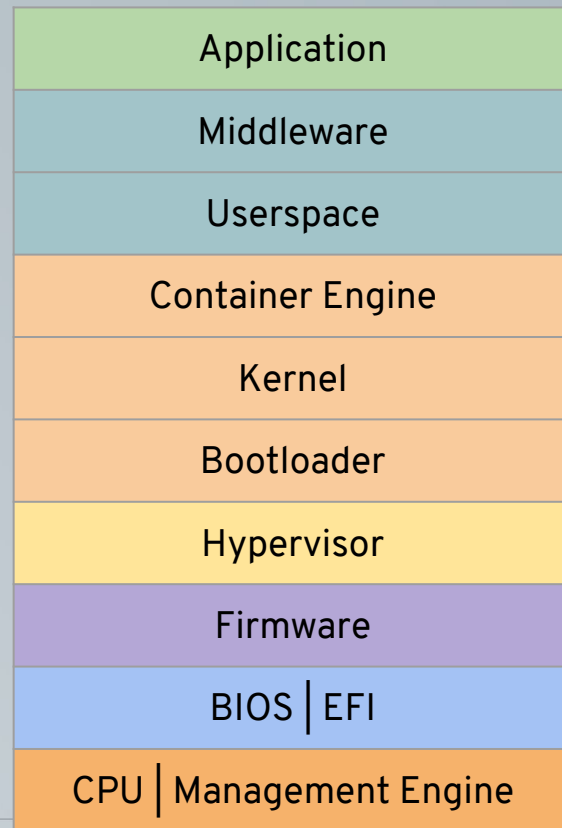 Application
Middleware
Userspace
Container Engine
Kernel
Bootloader
Hypervisor
Firmware
BIOS | EFI
CPU | Management Engine